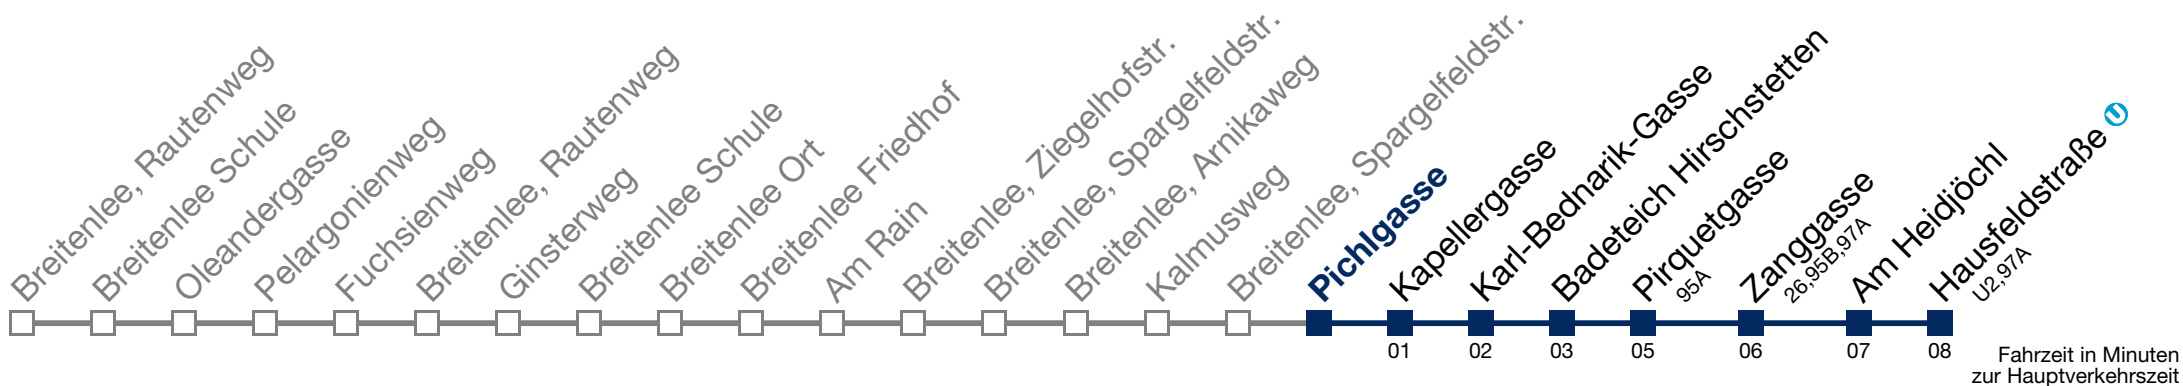 Breitenlee, Rautenweg
Breitenlee Schule
Oleandergasse
Pelargonienweg
Fuchsienweg
Breitenlee, Rautenweg
Ginsterweg
Breitenlee Schule
Breitenlee Ort
Breitenlee Friedhof
Am Rain
Breitenlee, Ziegelhofstr.
Breitenlee, Spargelfeldstr.
Breitenlee, Arnikaweg
Kalmusweg
Breitenlee, Spargelfeldstr.
Pichlgasse
Kapellergasse
Karl-Bednarik-Gasse
Badeteich Hirschstetten
Pirquetgasse
95A
Zanggasse
26,95B,97A
Am Heidjöchl
Hausfeldstraße U
U2,97A
01 02 03 05 06 07 08
Fahrzeit in Minuten
zur Hauptverkehrszeit